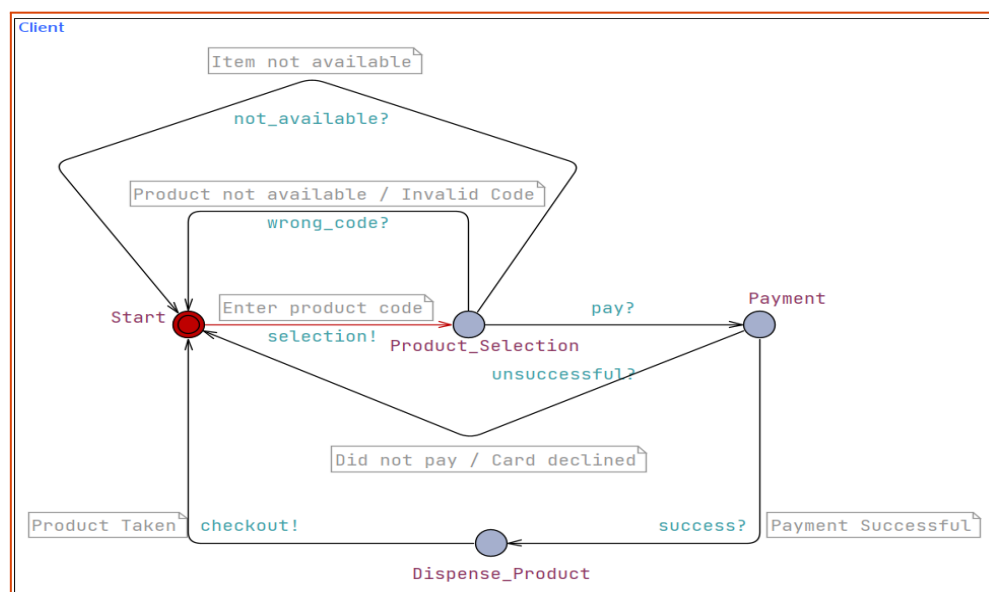 Client
Item not available
not_available?
Product not available / Invalid Code
wrong_code?
Enter product code
Start
selection!
Product_Selection
pay?
Payment
unsuccessful?
Did not pay / Card declined
Product Taken
checkout!
success?
Payment Successful
Dispense_Product